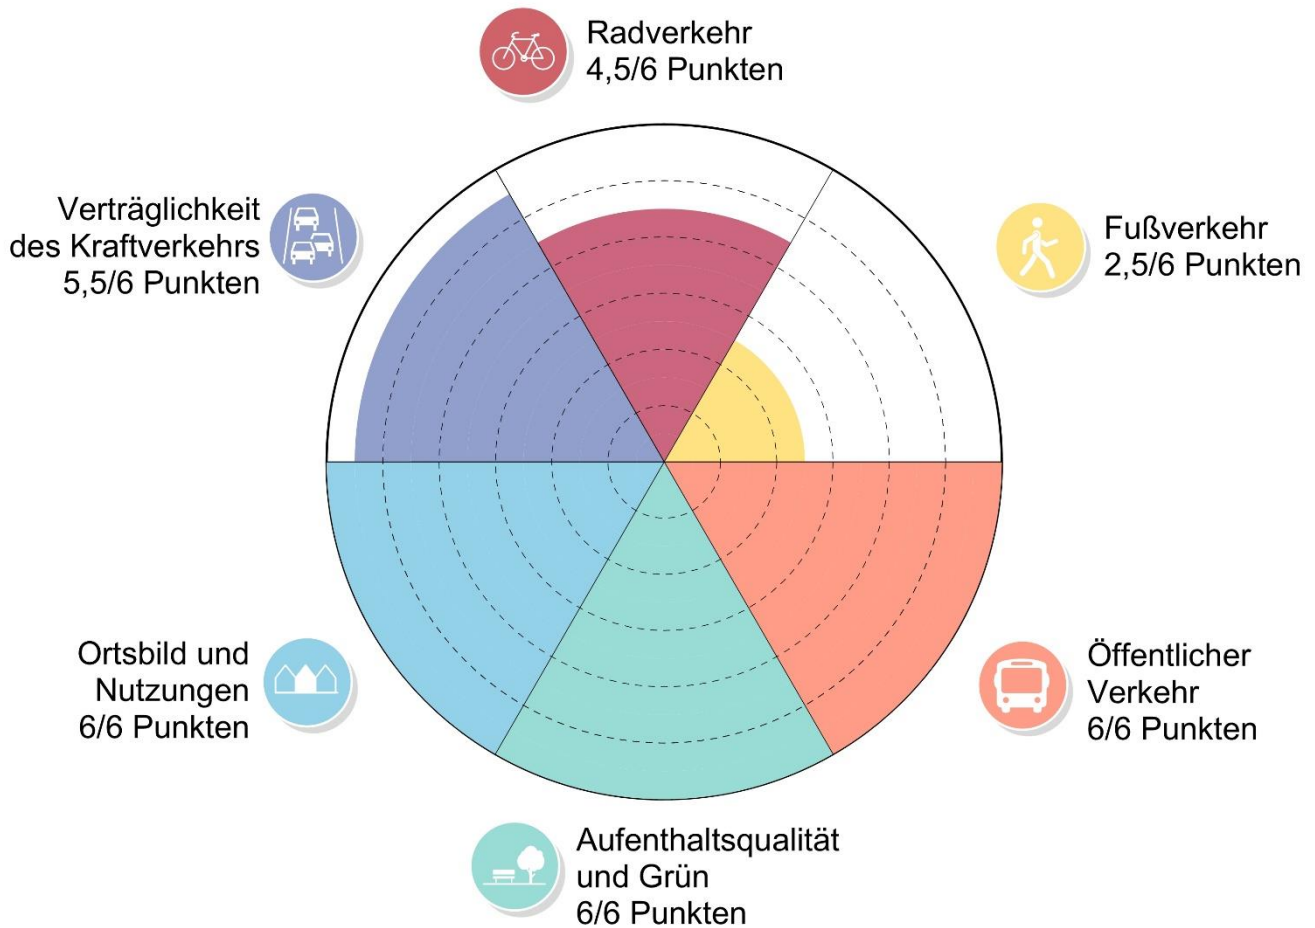 Radverkehr
4,5/6 Punkten
Verträglichkeit
des Kraftverkehrs
5,5/6 Punkten
Fußverkehr
2,5/6 Punkten
Ortsbild und
Nutzungen
6/6 Punkten
Öffentlicher
Verkehr
6/6 Punkten
Aufenthaltsqualität
und Grün
6/6 Punkten